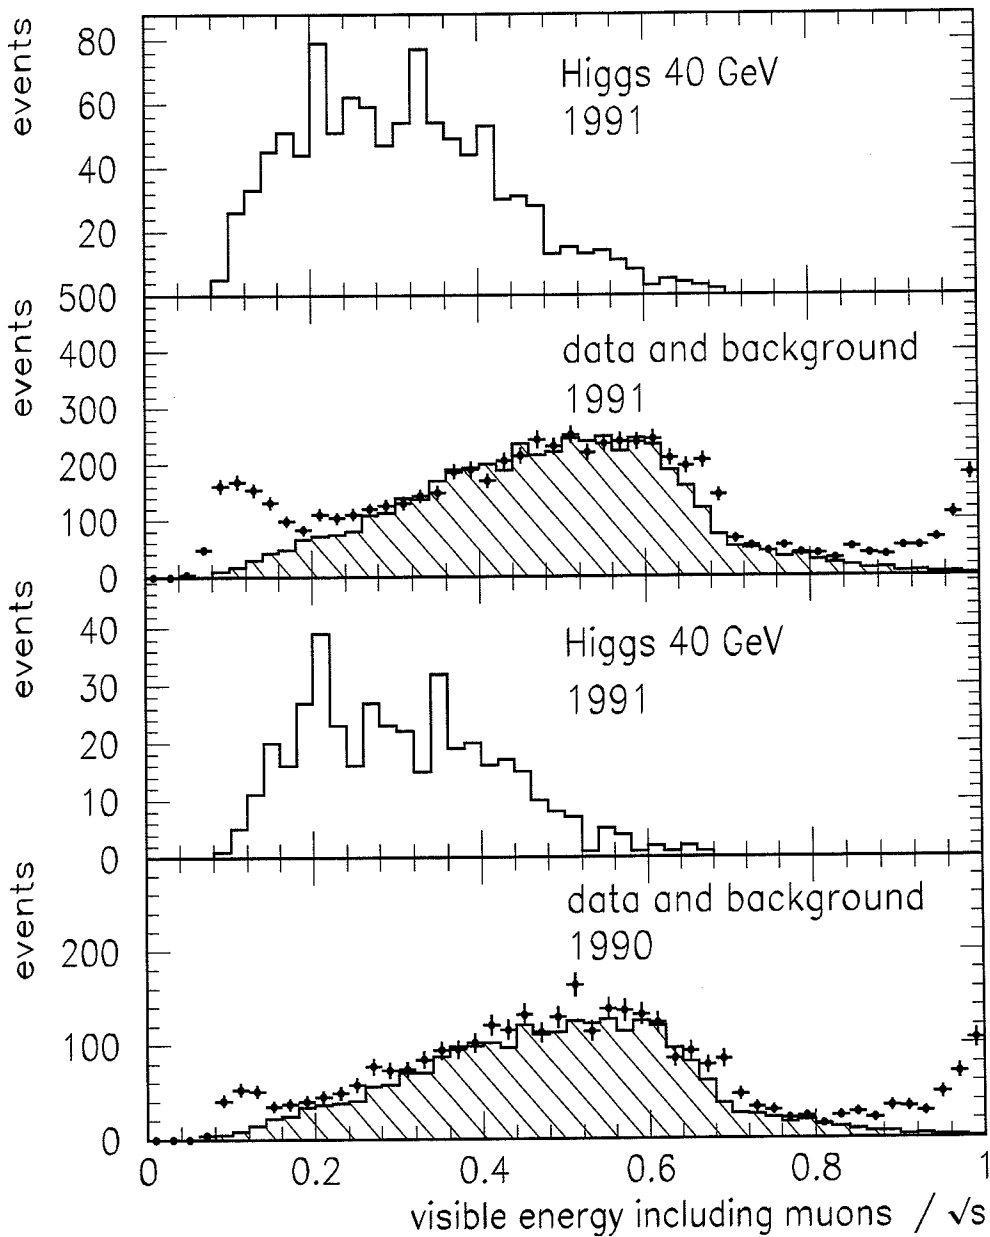 events
80
60
40
20
Higgs 40 GeV
1991
events
500
400
300
200
100
0
data and background
1991
events
40
30
20
10
0
Higgs 40 GeV
1991
events
200
100
0
data and background
1990
0 0.2 0.4 0.6 0.8 1
visible energy including muons / √s